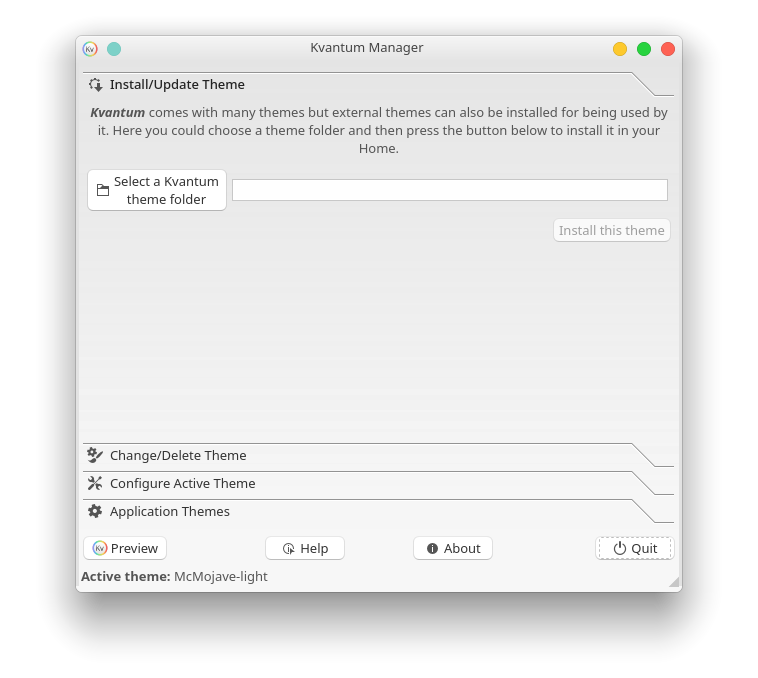 Kv
Kvantum Manager
Install/Update Theme
Kvantum comes with many themes but external themes can also be installed for being used by
it. Here you could choose a theme folder and then press the button below to install it in your
Home.
Select a Kvantum
theme folder
Install this theme
Change/Delete Theme
Configure Active Theme
Application Themes
Kv Preview
Help
About
Quit
Active theme: McMojave-light